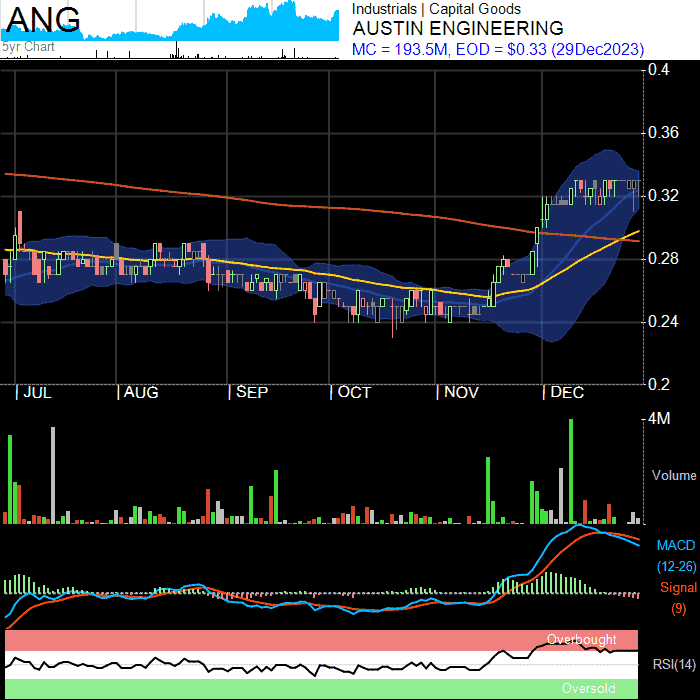 ANG
5yr Chart
Industrials | Capital Goods
AUSTIN ENGINEERING
MC = 193.5M, EOD = $0.33 (29Dec2023)
0.4
0.36
0.32
0.28
0.24
0.2
| JUL | AUG | SEP | OCT | NOV | DEC
4M
Volume
MACD
(12-26)
Signal
(9)
Overbought
RSI(14)
Oversold